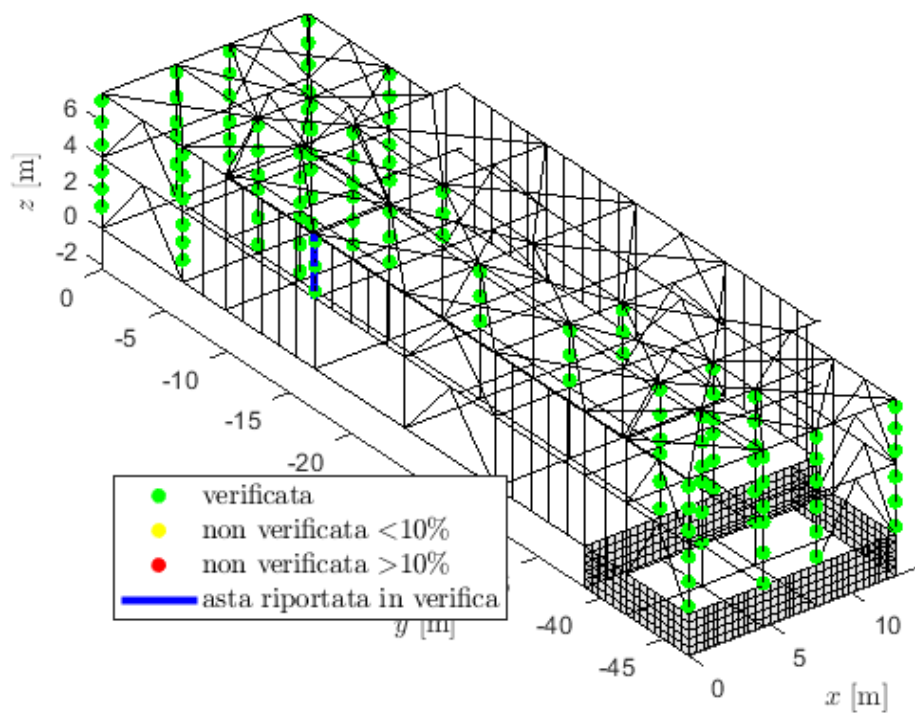 6
4
2
0
-2
z [m]
0
-5
-10
-15
-20
-40
-45
y [m]
0
5
10
x [m]
verificata
non verificata <10%
non verificata >10%
asta riportata in verifica